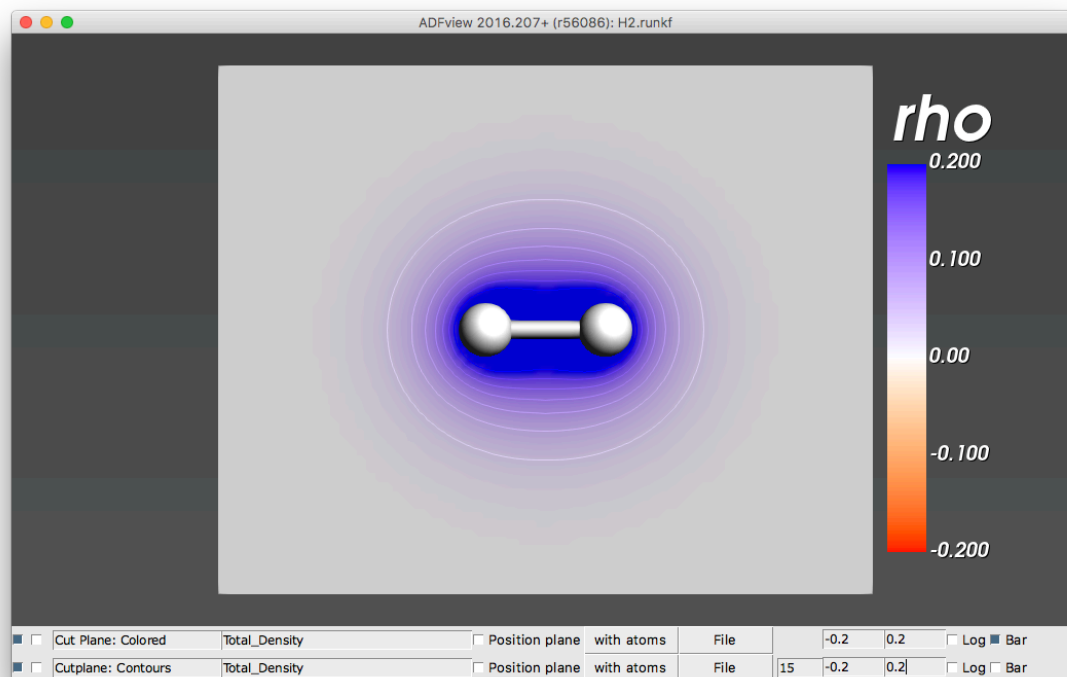 ADFview 2016.207+ (r56086): H2.runkf
rho
0.200
0.100
0.00
-0.100
-0.200
Cut Plane: Colored Total_Density Position plane with atoms File -0.2 0.2 Log Bar
Cutplane: Contours Total_Density Position plane with atoms File 15 -0.2 0.2 Log Bar